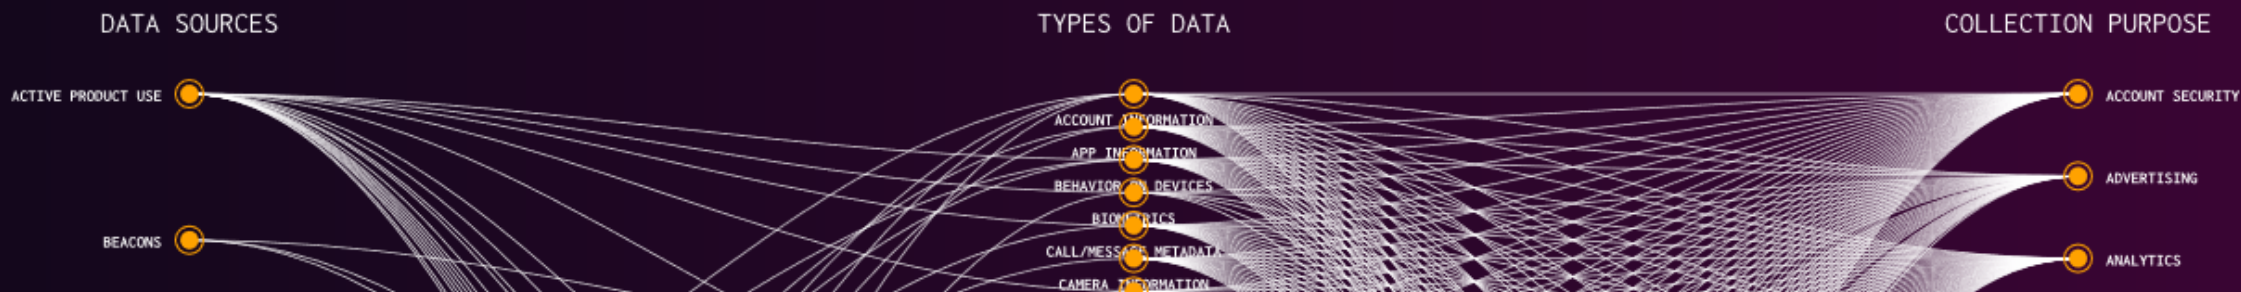 DATA SOURCES
TYPES OF DATA
COLLECTION PURPOSE
ACTIVE PRODUCT USE
ACCOUNT SECURITY
ACCOUNT INFORMATION
APP INFORMATION
BEHAVIOR ON DEVICES
ADVERTISING
BIOMETRICS
BEACONS
CALL/MESSAGE METADATA
ANALYTICS
CAMERA INFORMATION